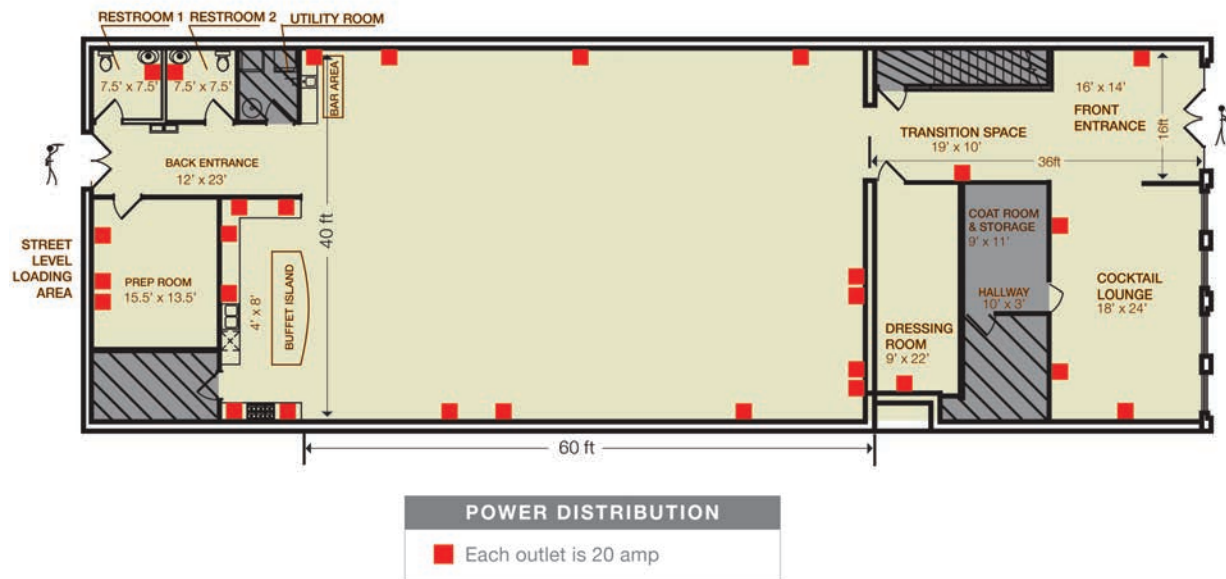 RESTROOM 1
RESTROOM 2
UTILITY ROOM
7.5' x 7.5'
7.5' x 7.5'
BAR AREA
16' x 14'
FRONT
ENTRANCE
16ft
TRANSITION SPACE
19' x 10'
36ft
BACK ENTRANCE
12' x 23'
40 ft
STREET
LEVEL
LOADING
AREA
PREP ROOM
15.5' x 13.5'
4' x 8'
BUFFET ISLAND
COAT ROOM
& STORAGE
9' x 11'
HALLWAY
10' x 3'
COCKTAIL
LOUNGE
18' x 24'
DRESSING
ROOM
9' x 22'
60 ft
POWER DISTRIBUTION
Each outlet is 20 amp